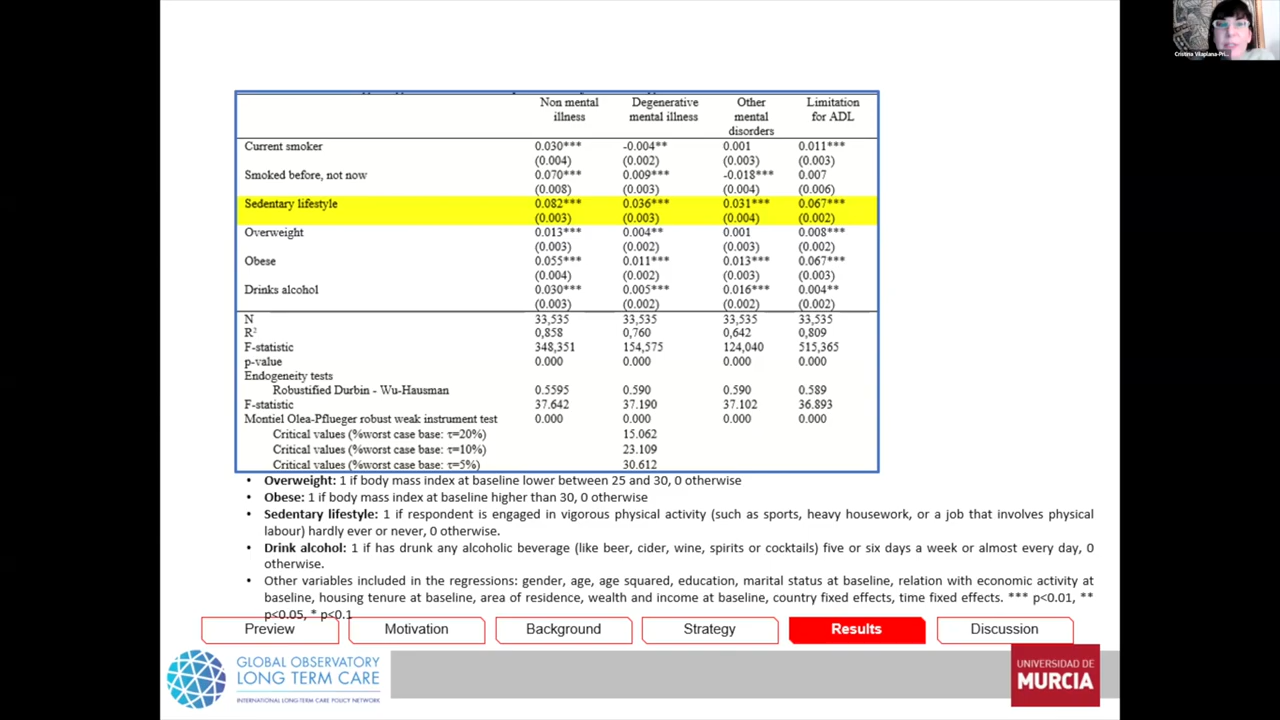 Cristina Vilaplana-Pri...
Non mental illness Degenerative mental illness Other mental disorders Limitation for ADL
Current smoker 0.030*** -0.004** 0.001 0.011***
(0.004) (0.002) (0.003) (0.003)
Smoked before, not now 0.070*** 0.009*** -0.018*** 0.007
(0.008) (0.003) (0.004) (0.006)
Sedentary lifestyle 0.082*** 0.036*** 0.031*** 0.067***
(0.003) (0.003) (0.004) (0.002)
Overweight 0.013*** 0.004** 0.001 0.008***
(0.003) (0.002) (0.003) (0.002)
Obese 0.055*** 0.011*** 0.013*** 0.067***
(0.004) (0.002) (0.003) (0.003)
Drinks alcohol 0.030*** 0.005*** 0.016*** 0.004**
(0.003) (0.002) (0.002) (0.002)
N 33,535 33,535 33,535 33,535
R² 0,858 0,760 0,642 0,809
F-statistic 348,351 154,575 124,040 515,365
p-value 0.000 0.000 0.000 0.000
Endogeneity tests
Robustified Durbin - Wu-Hausman 0.5595 0.590 0.590 0.589
F-statistic 37.642 37.190 37.102 36.893
Montiel Olea-Pflueger robust weak instrument test 0.000 0.000 0.000 0.000
Critical values (%worst case base: τ=20%) 15.062
Critical values (%worst case base: τ=10%) 23.109
Critical values (%worst case base: τ=5%) 30.612
• Overweight: 1 if body mass index at baseline lower between 25 and 30, 0 otherwise
• Obese: 1 if body mass index at baseline higher than 30, 0 otherwise
• Sedentary lifestyle: 1 if respondent is engaged in vigorous physical activity (such as sports, heavy housework, or a job that involves physical
labour) hardly ever or never, 0 otherwise.
• Drink alcohol: 1 if has drunk any alcoholic beverage (like beer, cider, wine, spirits or cocktails) five or six days a week or almost every day, 0
otherwise.
• Other variables included in the regressions: gender, age, age squared, education, marital status at baseline, relation with economic activity at
baseline, housing tenure at baseline, area of residence, wealth and income at baseline, country fixed effects, time fixed effects. *** p<0.01, **
p<0.05, * p<0.1
Preview Motivation Background Strategy Results Discussion
GLOBAL OBSERVATORY
LONG TERM CARE
INTERNATIONAL LONG-TERM CARE POLICY NETWORK
UNIVERSIDAD DE
MURCIA